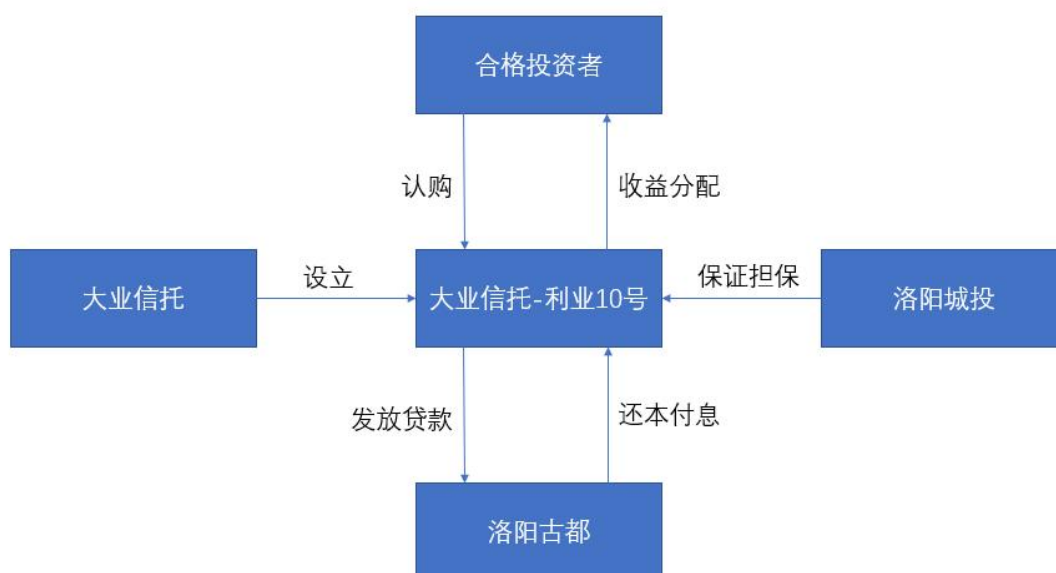 合格投资者
认购
收益分配
大业信托
设立
大业信托-利业10号
保证担保
洛阳城投
发放贷款
还本付息
洛阳古都